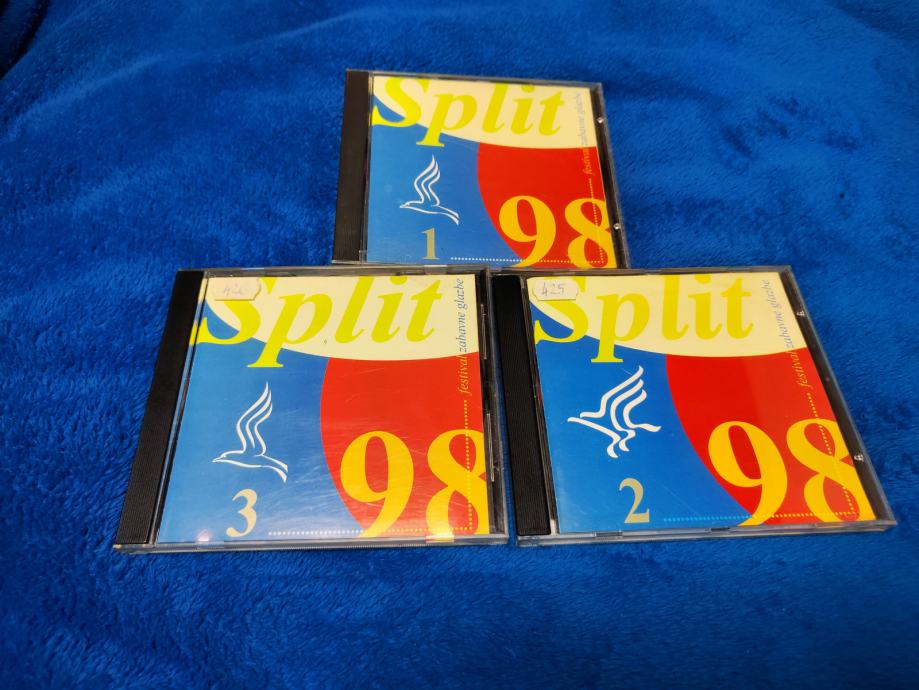 Split
festival zabavne glazbe
1
98
Split
festival zabavne glazbe
3
98
425
Split
festival zabavne glazbe
2
98